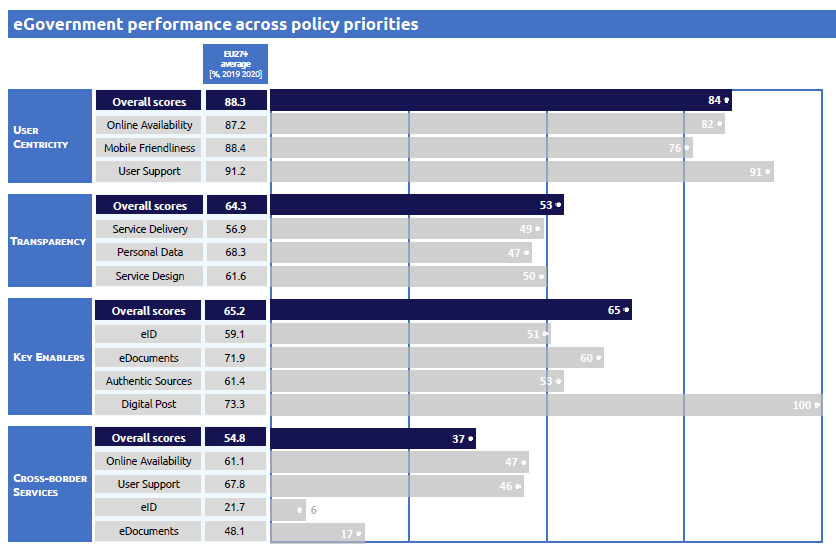 eGovernment performance across policy priorities
EU27+
average
[%, 2019 2020]
USER
CENTRICITY
Overall scores 88.3 84
Online Availability 87.2 82
Mobile Friendliness 88.4 76
User Support 91.2 91
TRANSPARENCY
Overall scores 64.3 53
Service Delivery 56.9 49
Personal Data 68.3 47
Service Design 61.6 50
KEY ENABLERS
Overall scores 65.2 65
eID 59.1 51
eDocuments 71.9 60
Authentic Sources 61.4 53
Digital Post 73.3 100
CROSS-BORDER
SERVICES
Overall scores 54.8 37
Online Availability 61.1 47
User Support 67.8 46
eID 21.7 6
eDocuments 48.1 17